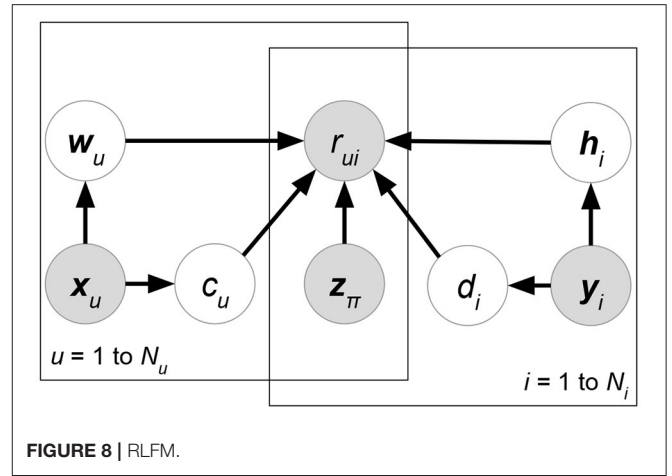 w_u r_ui h_i
x_u c_u z_π d_i y_i
u = 1 to N_u
i = 1 to N_i
FIGURE 8 | RLFM.